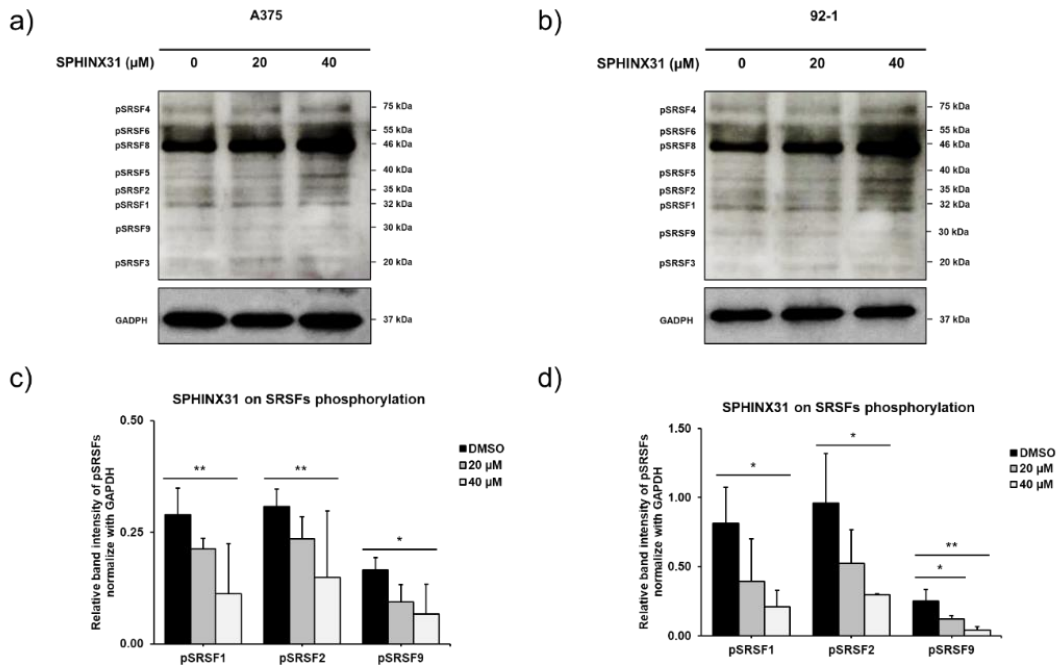 a)
A375
SPHINX31 (µM) 0 20 40
pSRSF4
pSRSF6
pSRSF8
pSRSF5
pSRSF2
pSRSF1
pSRSF9
pSRSF3
75 kDa
55 kDa
46 kDa
40 kDa
35 kDa
32 kDa
30 kDa
20 kDa
GADPH
37 kDa
b)
92-1
SPHINX31 (µM) 0 20 40
pSRSF4
pSRSF6
pSRSF8
pSRSF5
pSRSF2
pSRSF1
pSRSF9
pSRSF3
75 kDa
55 kDa
46 kDa
40 kDa
35 kDa
32 kDa
30 kDa
20 kDa
GADPH
37 kDa
c)
SPHINX31 on SRSFs phosphorylation
Relative band intensity of pSRSFs
normalize with GAPDH
0.50
0.25
0.00
**
**
*
DMSO
20 µM
40 µM
pSRSF1 pSRSF2 pSRSF9
d)
SPHINX31 on SRSFs phosphorylation
Relative band intensity of pSRSFs
normalize with GAPDH
1.50
1.00
0.50
0.00
*
*
**
*
DMSO
20 µM
40 µM
pSRSF1 pSRSF2 pSRSF9